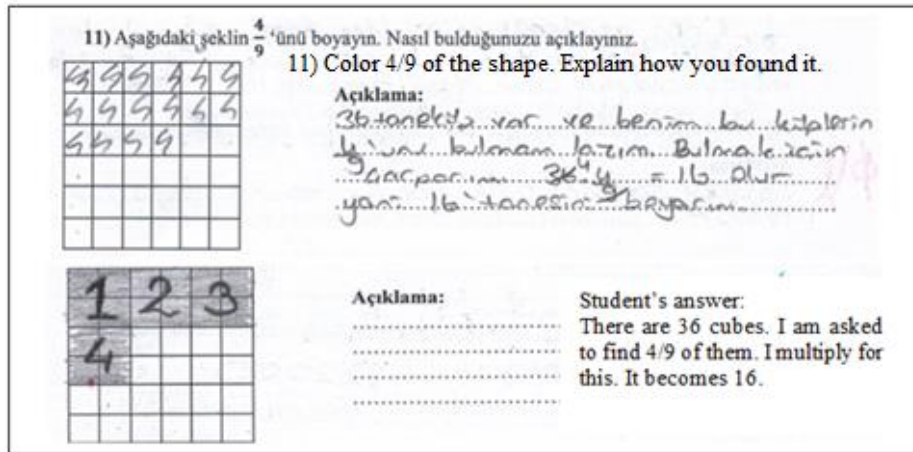 11) Aşağıdaki şeklin 4/9 'ünü boyayın. Nasıl bulduğunuzu açıklayınız.
11) Color 4/9 of the shape. Explain how you found it.
Açıklama:
36 tane küp var ve benim bu küplerin
4/9 'unu bulmam lazım. Bulmak için
çarparım 36 · 4/9 = 16 olur
yani 16 tanesini boyarım
1 2 3
4
Açıklama:
Student's answer:
There are 36 cubes. I am asked
to find 4/9 of them. I multiply for
this. It becomes 16.